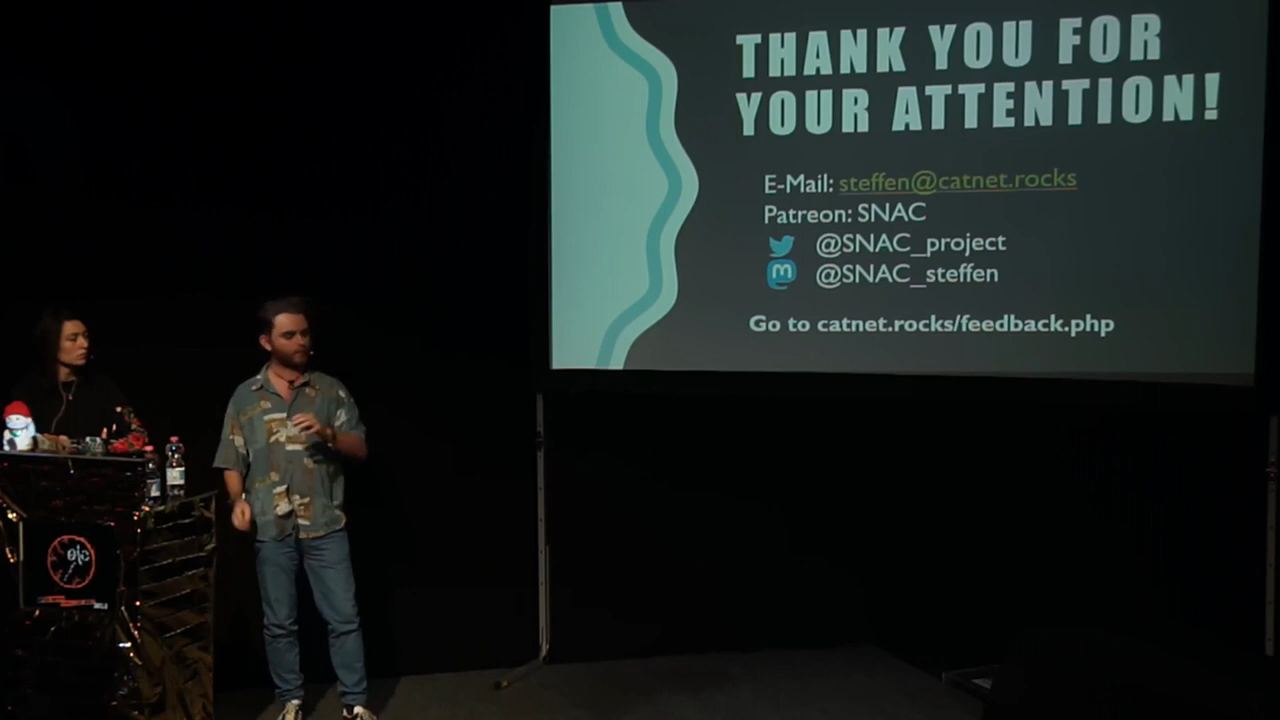 THANK YOU FOR
YOUR ATTENTION!
E-Mail: steffen@catnet.rocks
Patreon: SNAC
@SNAC_project
@SNAC_steffen
Go to catnet.rocks/feedback.php